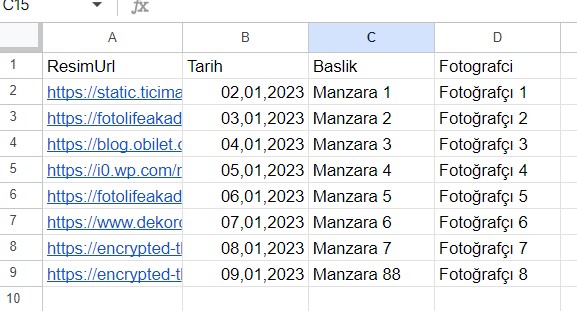 C15 fx
A B C D
1 ResimUrl Tarih Baslik Fotografci
2 https://static.ticima 02,01,2023 Manzara 1 Fotoğrafçı 1
3 https://fotolifeakad 03,01,2023 Manzara 2 Fotoğrafçı 2
4 https://blog.obilet.c 04,01,2023 Manzara 3 Fotoğrafçı 3
5 https://i0.wp.com/r 05,01,2023 Manzara 4 Fotoğrafçı 4
6 https://fotolifeakad 06,01,2023 Manzara 5 Fotoğrafçı 5
7 https://www.dekoro 07,01,2023 Manzara 6 Fotoğrafçı 6
8 https://encrypted-tl 08,01,2023 Manzara 7 Fotoğrafçı 7
9 https://encrypted-tl 09,01,2023 Manzara 88 Fotoğrafçı 8
10